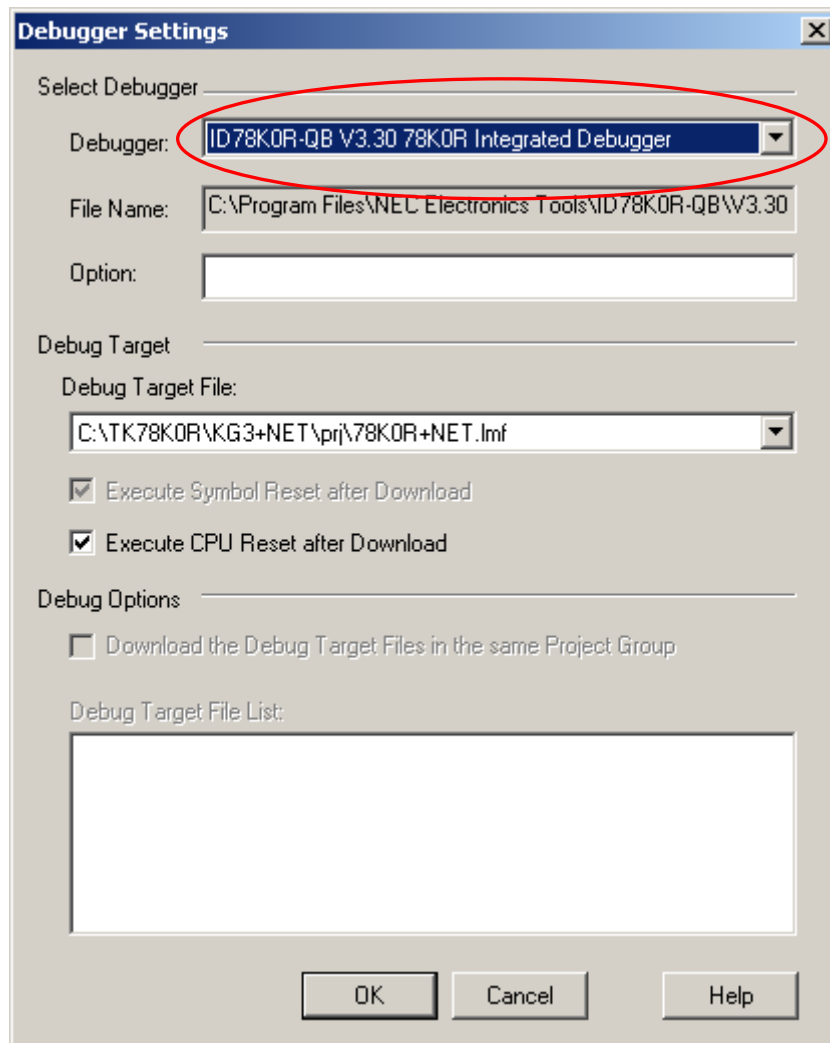 Debugger Settings
Select Debugger
Debugger: ID78K0R-QB V3.30 78K0R Integrated Debugger
File Name: C:\Program Files\NEC Electronics Tools\ID78K0R-QB\V3.30
Option:
Debug Target
Debug Target File:
C:\TK78K0R\KG3+NET\prj\78K0R+NET.lmf
Execute Symbol Reset after Download
Execute CPU Reset after Download
Debug Options
Download the Debug Target Files in the same Project Group
Debug Target File List:
OK Cancel Help